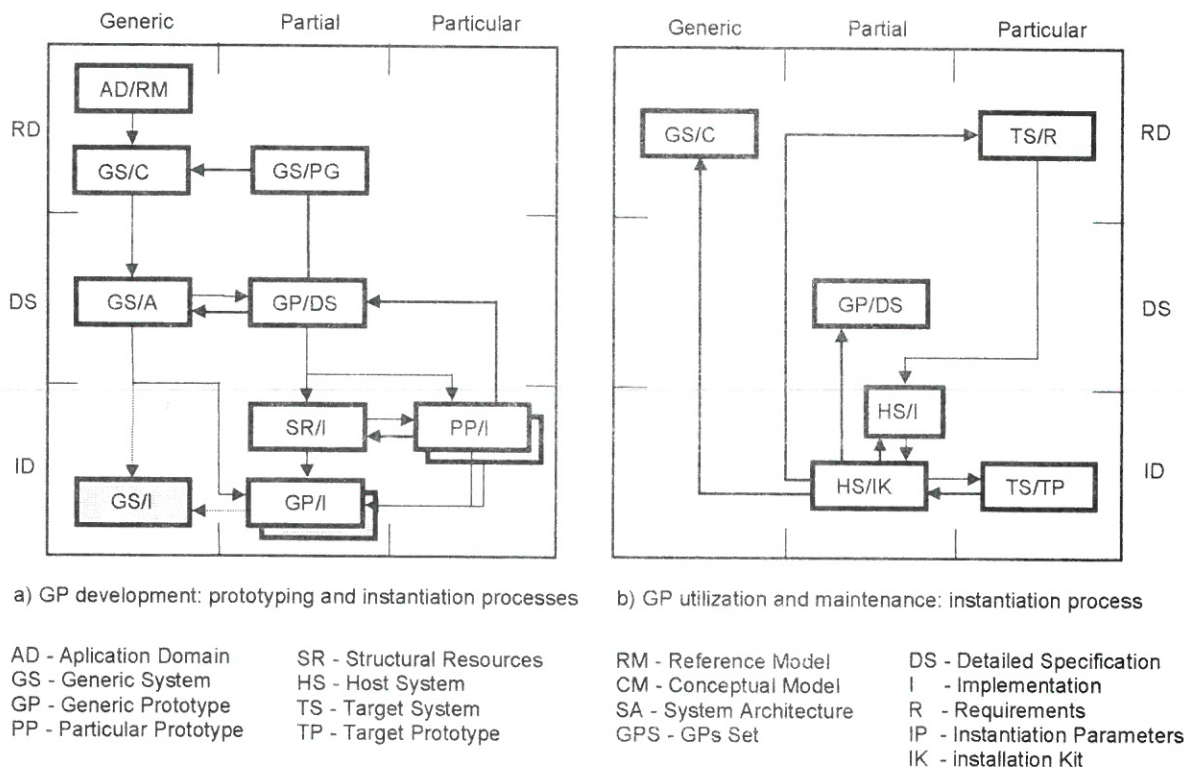 Generic Partial Particular Generic Partial Particular
AD/RM
RD GS/C TS/R RD
GS/C GS/PG
DS GS/A GP/DS GP/DS DS
HS/I
SR/I PP/I
ID ID
GS/I GP/I HS/IK TS/TP
a) GP development: prototyping and instantiation processes b) GP utilization and maintenance: instantiation process
AD - Aplication Domain SR - Structural Resources RM - Reference Model DS - Detailed Specification
GS - Generic System HS - Host System CM - Conceptual Model I - Implementation
GP - Generic Prototype TS - Target System SA - System Architecture R - Requirements
PP - Particular Prototype TP - Target Prototype GPS - GPs Set IP - Instantiation Parameters
IK - installation Kit